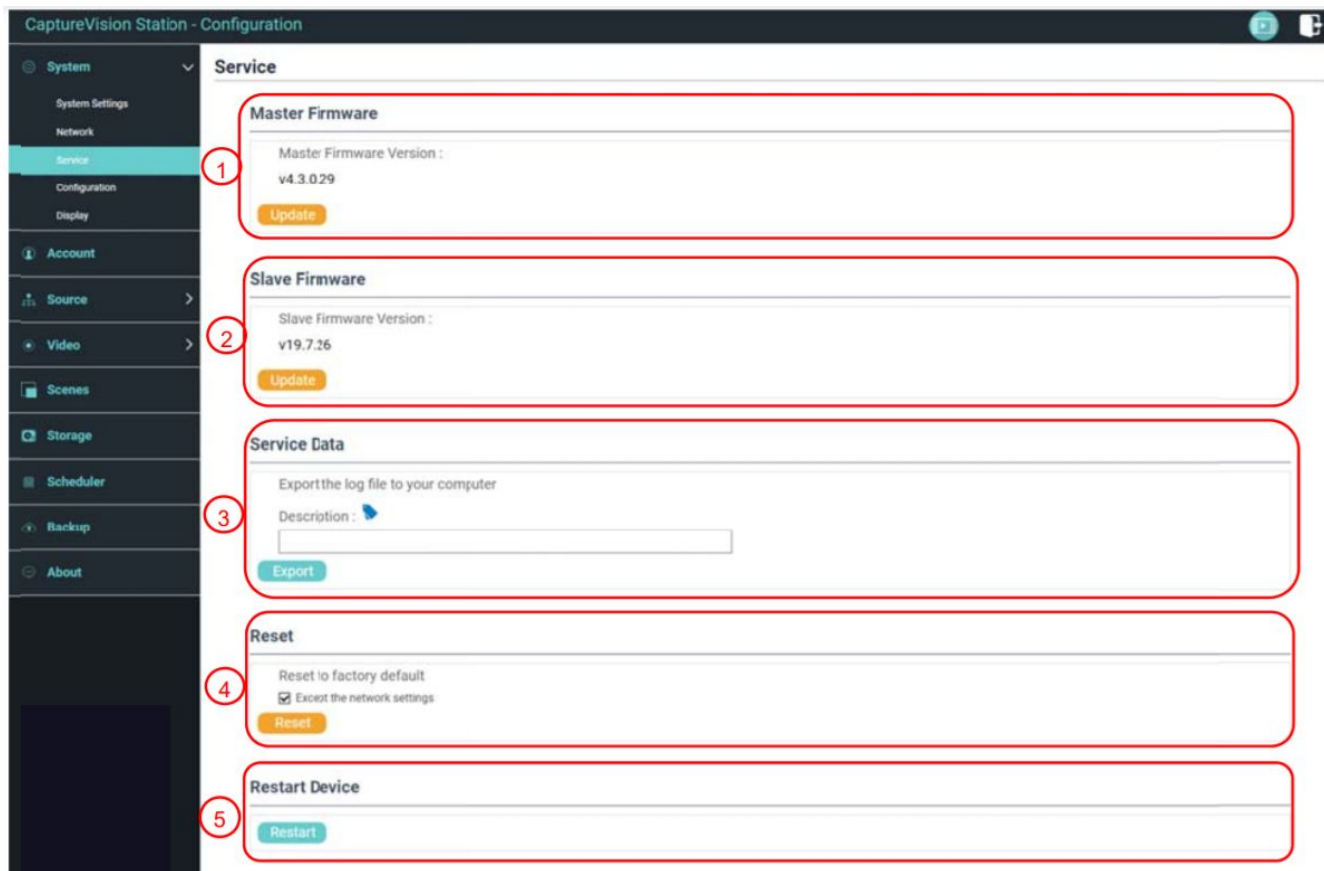 CaptureVision Station - Configuration
System
System Settings
Network
Service
Configuration
Display
Account
Source
Video
Scenes
Storage
Scheduler
Backup
About
Service
1
Master Firmware
Master Firmware Version :
v4.3.029
Update
2
Slave Firmware
Slave Firmware Version :
v19.7.26
Update
3
Service Data
Export the log file to your computer
Description :
Export
4
Reset
Reset to factory default
Except the network settings
Reset
5
Restart Device
Restart